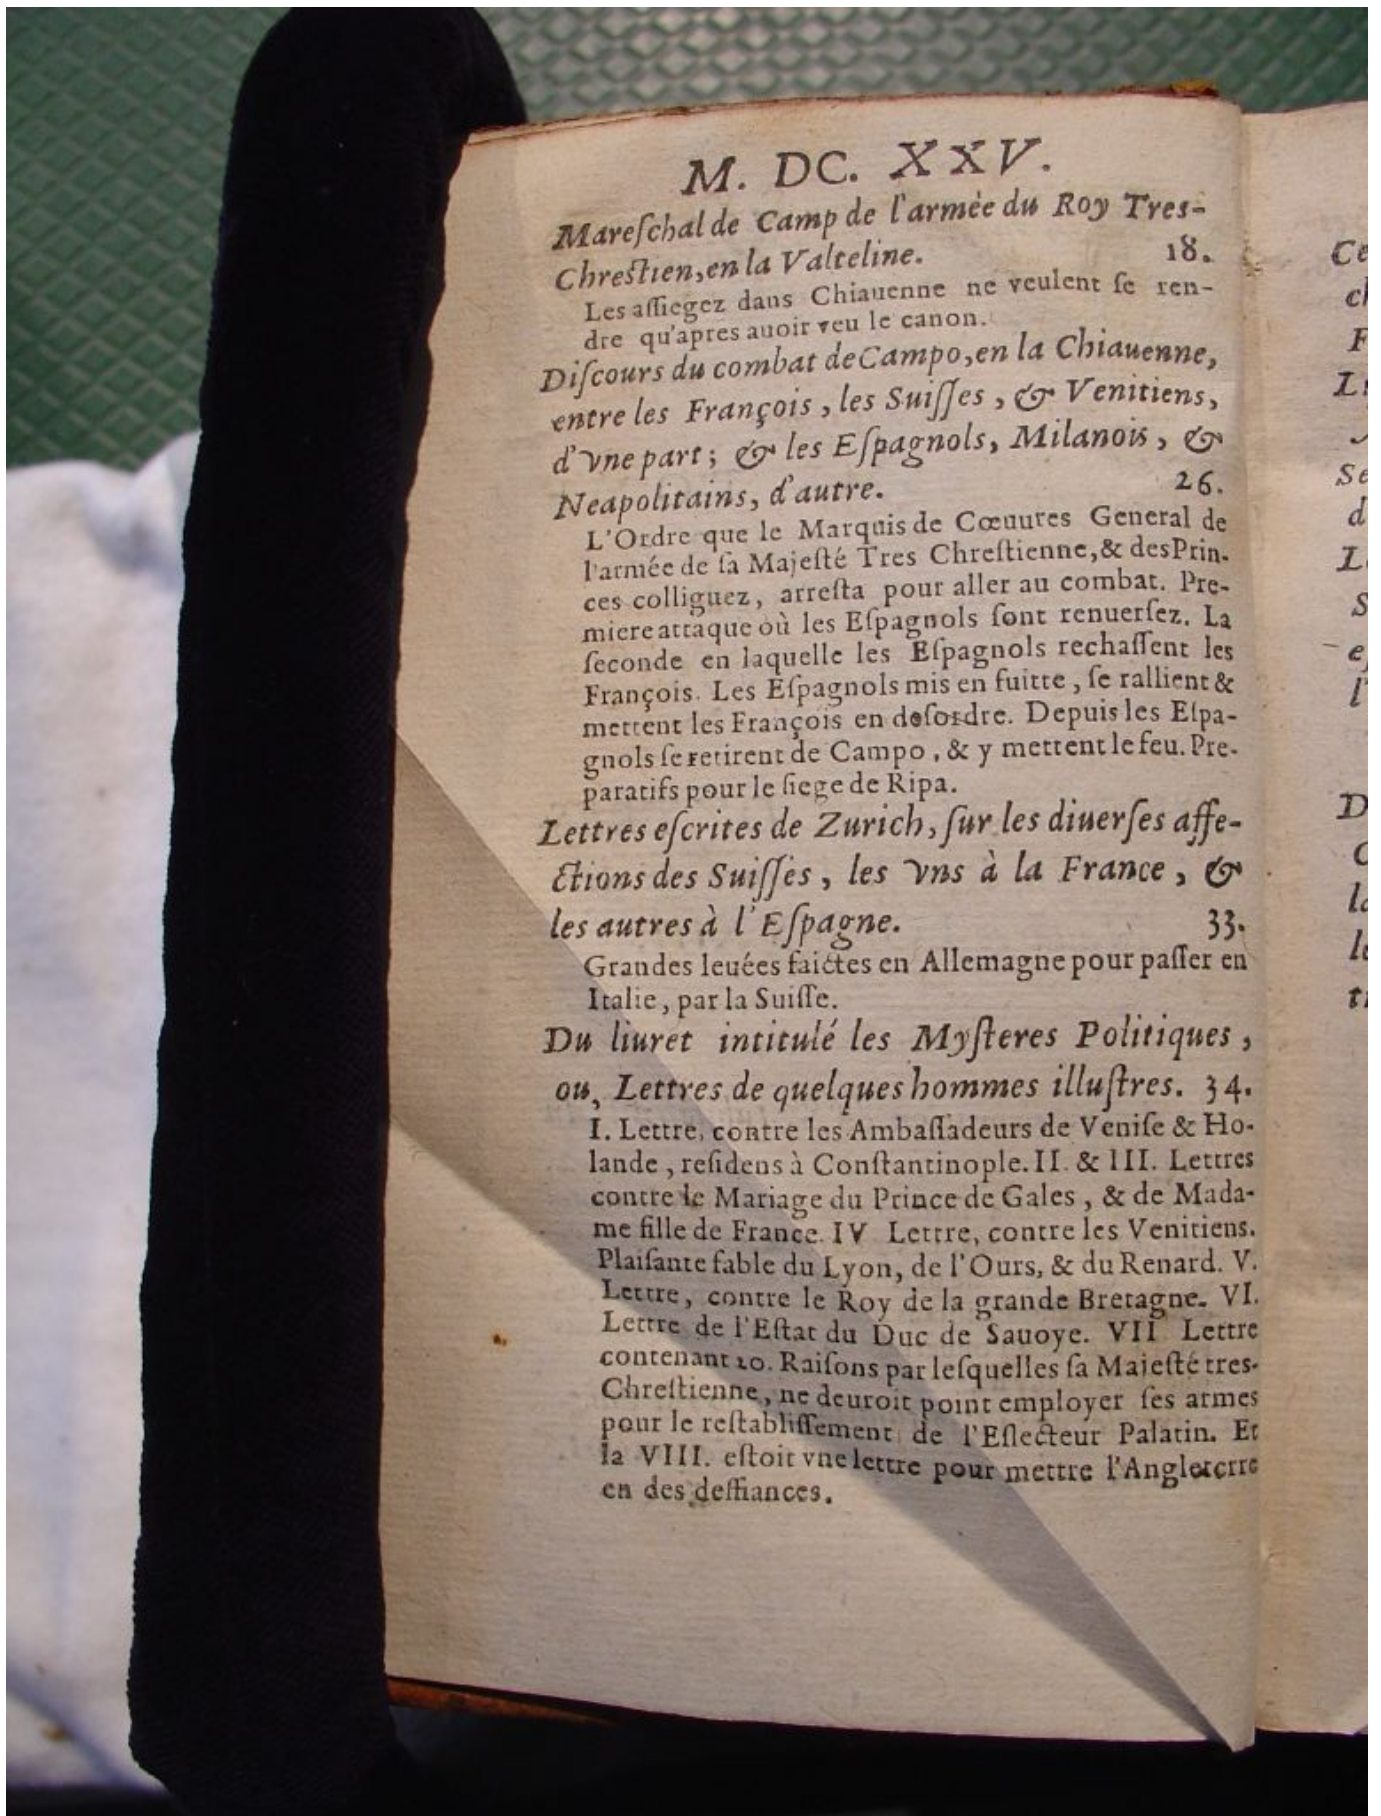 M. DC. XXV.
Mareſchal de Camp de l'armèe du Roy Tres-
Chreſtien, en la Valteline. 18.
Les aſſiegez dans Chiauenne ne veulent ſe ren-
dre qu'apres auoir veu le canon.
Diſcours du combat de Campo, en la Chiauenne,
entre les François, les Suiſſes, & Venitiens,
d'vne part; & les Eſpagnols, Milanois, &
Neapolitains, d'autre. 26.
L'Ordre que le Marquis de Cœuures General de
l'armée de ſa Majeſté Tres Chreſtienne, & des Prin-
ces colliguez, arreſta pour aller au combat. Pre-
miere attaque où les Eſpagnols ſont renuerſez. La
ſeconde en laquelle les Eſpagnols rechaſſent les
François. Les Eſpagnols mis en fuitte, ſe rallient &
mettent les François en deſordre. Depuis les Eſpa-
gnols ſe retirent de Campo, & y mettent le feu. Pre-
paratifs pour le ſiege de Ripa.
Lettres eſcrites de Zurich, ſur les diuerſes affe-
ctions des Suiſſes, les vns à la France, &
les autres à l'Eſpagne. 33.
Grandes leuées faictes en Allemagne pour paſſer en
Italie, par la Suiſſe.
Du liuret intitulé les Myſteres Politiques,
ou, Lettres de quelques hommes illuſtres. 34.
I. Lettre, contre les Ambaſſadeurs de Veniſe & Ho-
lande, reſidens à Conſtantinople. II. & III. Lettres
contre le Mariage du Prince de Gales, & de Mada-
me fille de France. IV Lettre, contre les Venitiens.
Plaiſante fable du Lyon, de l'Ours, & du Renard. V.
Lettre, contre le Roy de la grande Bretagne. VI.
Lettre de l'Eſtat du Duc de Sauoye. VII Lettre
contenant 20. Raiſons par leſquelles ſa Majeſté tres-
Chreſtienne, ne deuroit point employer ſes armes
pour le reſtabliſſement de l'Eſlecteur Palatin. Et
la VIII. eſtoit vne lettre pour mettre l'Angleterre
en des deffiances.